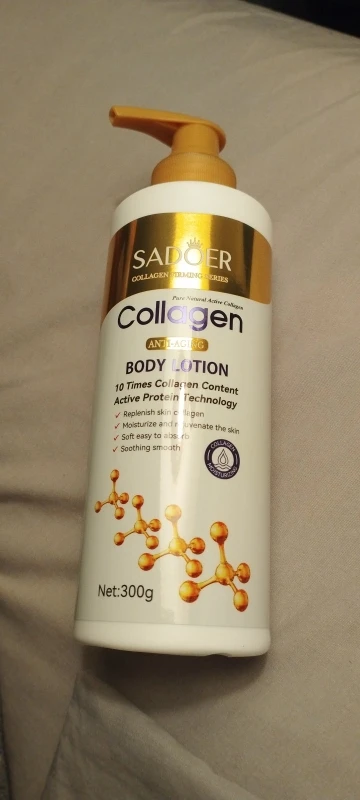 SADOER
COLLAGEN FIRMING SERIES
Pure Natural Active Collagen
Collagen
ANTI-AGING
BODY LOTION
10 Times Collagen Content
Active Protein Technology
✓ Replenish skin collagen
✓ Moisturize and rejuvenate the skin
✓ Soft easy to absorb
✓ Soothing smooth
COLLAGEN
MOISTURIZING
Net:300g